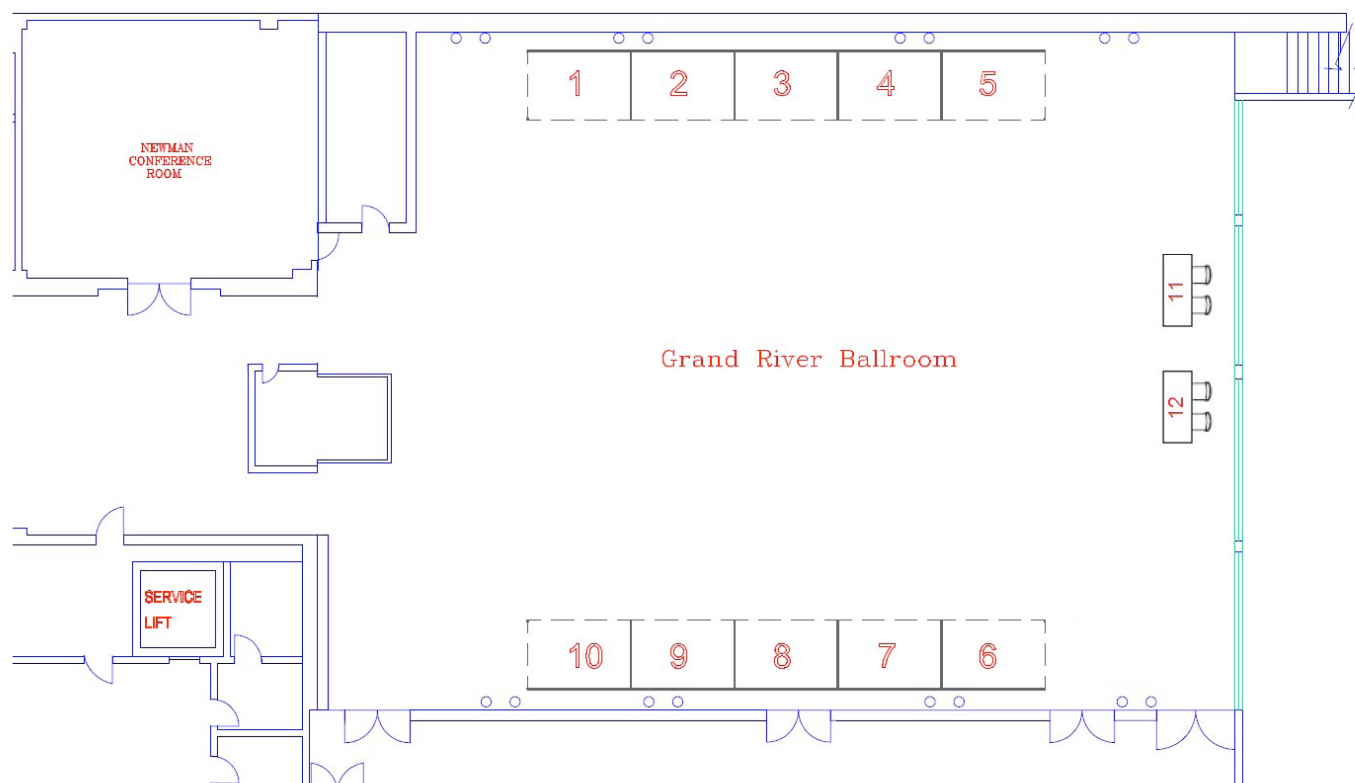 1 2 3 4 5
NEWMAN
CONFERENCE
ROOM
11
Grand River Ballroom
12
SERVICE
LIFT
10 9 8 7 6